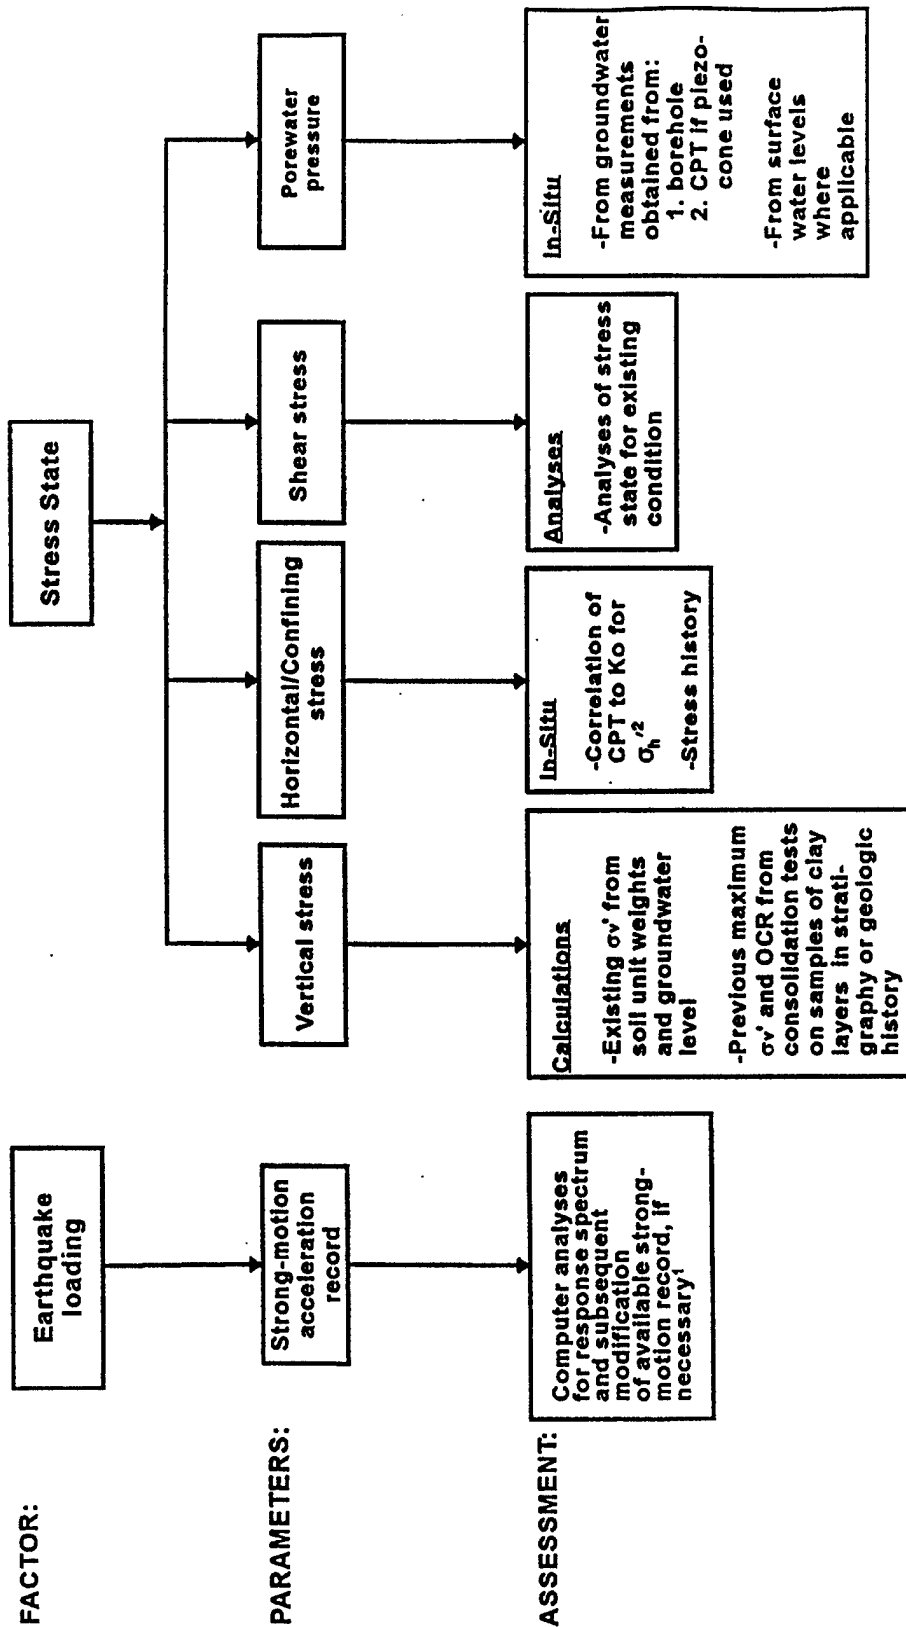 FACTOR:
Earthquake
loading
Stress State
PARAMETERS:
Strong-motion
acceleration
record
Vertical stress
Horizontal/Confining
stress
Shear stress
Porewater
pressure
ASSESSMENT:
Computer analyses
for response spectrum
and subsequent
modification
of available strong-
motion record, if
necessary¹
Calculations
-Existing σv' from
soil unit weights
and groundwater
level
-Previous maximum
σv' and OCR from
consolidation tests
on samples of clay
layers in strati-
graphy or geologic
history
In-Situ
-Correlation of
CPT to Ko for
σh'²
-Stress history
Analyses
-Analyses of stress
state for existing
condition
In-Situ
-From groundwater
measurements
obtained from:
1. borehole
2. CPT if piezo-
cone used
-From surface
water levels
where
applicable